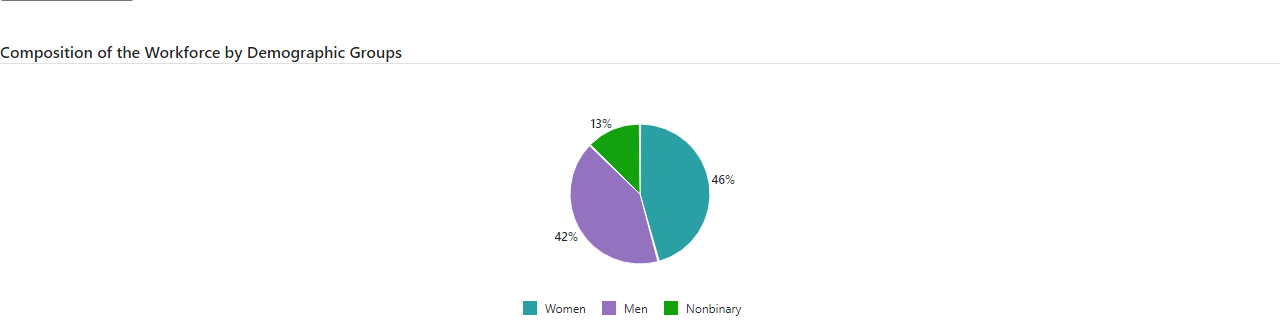 Composition of the Workforce by Demographic Groups
13%
46%
42%
Women Men Nonbinary